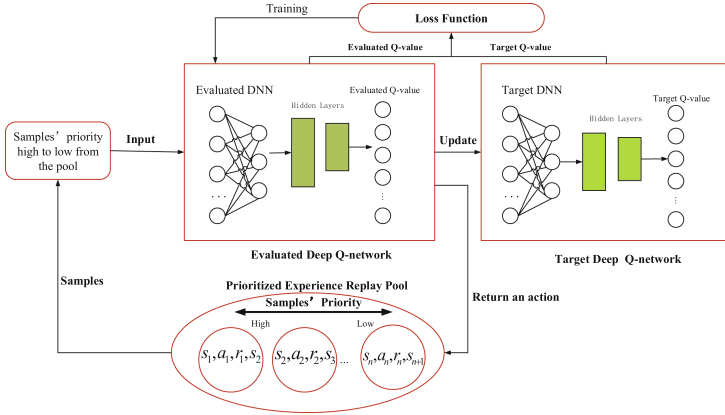 Training
Loss Function
Evaluated Q-value
Target Q-value
Evaluated DNN
Evaluated Q-value
Hidden Layers
...
...
Target DNN
Target Q-value
Hidden Layers
...
...
Samples’ priority
high to low from
the pool
Input
Update
Evaluated Deep Q-network
Target Deep Q-network
Samples
Return an action
Prioritized Experience Replay Pool
Samples’ Priority
High
Low
s₁,a₁,r₁,s₂
s₂,a₂,r₂,s₃
...
sₙ,aₙ,rₙ,sₙ₊₁